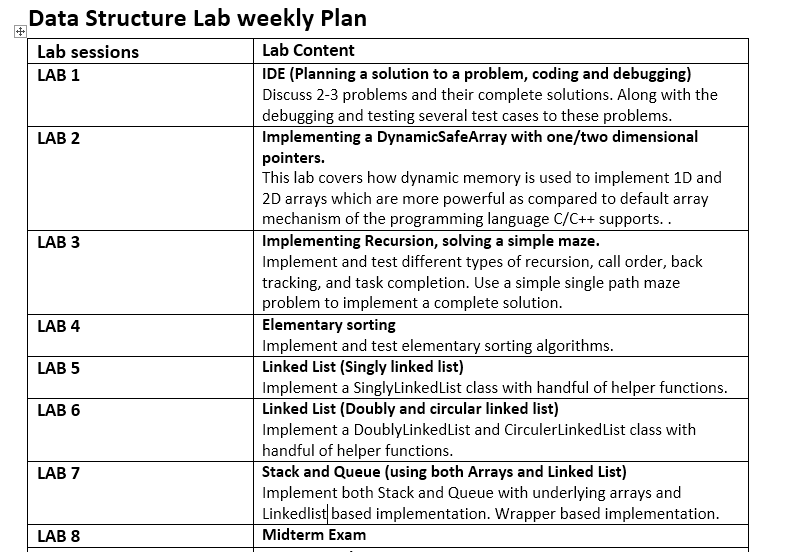 Data Structure Lab weekly Plan
Lab sessions
Lab Content
LAB 1
IDE (Planning a solution to a problem, coding and debugging)
Discuss 2-3 problems and their complete solutions. Along with the
debugging and testing several test cases to these problems.
LAB 2
Implementing a DynamicSafeArray with one/two dimensional
pointers.
This lab covers how dynamic memory is used to implement 1D and
2D arrays which are more powerful as compared to default array
mechanism of the programming language C/C++ supports. .
LAB 3
Implementing Recursion, solving a simple maze.
Implement and test different types of recursion, call order, back
tracking, and task completion. Use a simple single path maze
problem to implement a complete solution.
LAB 4
Elementary sorting
Implement and test elementary sorting algorithms.
LAB 5
Linked List (Singly linked list)
Implement a SinglyLinkedList class with handful of helper functions.
LAB 6
Linked List (Doubly and circular linked list)
Implement a DoublyLinkedList and CirculerLinkedList class with
handful of helper functions.
LAB 7
Stack and Queue (using both Arrays and Linked List)
Implement both Stack and Queue with underlying arrays and
Linkedlist based implementation. Wrapper based implementation.
LAB 8
Midterm Exam